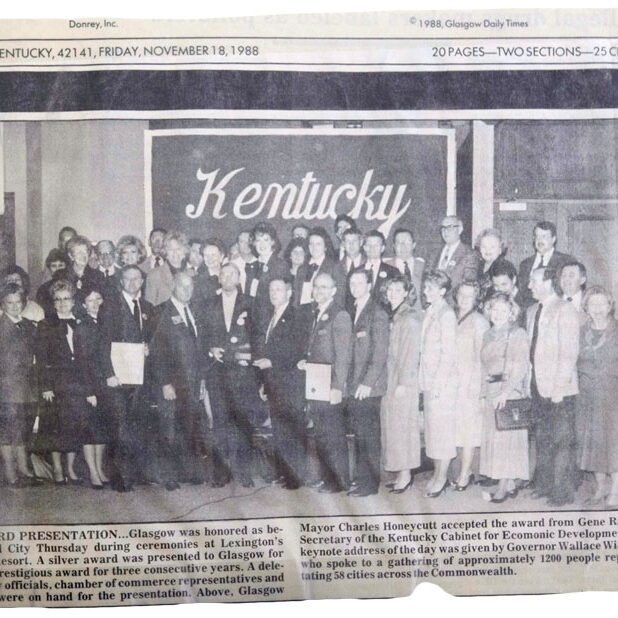 Donrey, Inc.
© 1988, Glasgow Daily Times
ENTUCKY, 42141, FRIDAY, NOVEMBER 18, 1988
20 PAGES—TWO SECTIONS—25 C
Kentucky
RD PRESENTATION...Glasgow was honored as be-
d City Thursday during ceremonies at Lexington's
esort. A silver award was presented to Glasgow for
restigious award for three consecutive years. A dele-
officials, chamber of commerce representatives and
were on hand for the presentation. Above, Glasgow
Mayor Charles Honeycutt accepted the award from Gene R
Secretary of the Kentucky Cabinet for Ecomonic Developme
keynote address of the day was given by Governor Wallace Wi
who spoke to a gathering of approximately 1200 people rep
tating 58 cities across the Commonwealth.